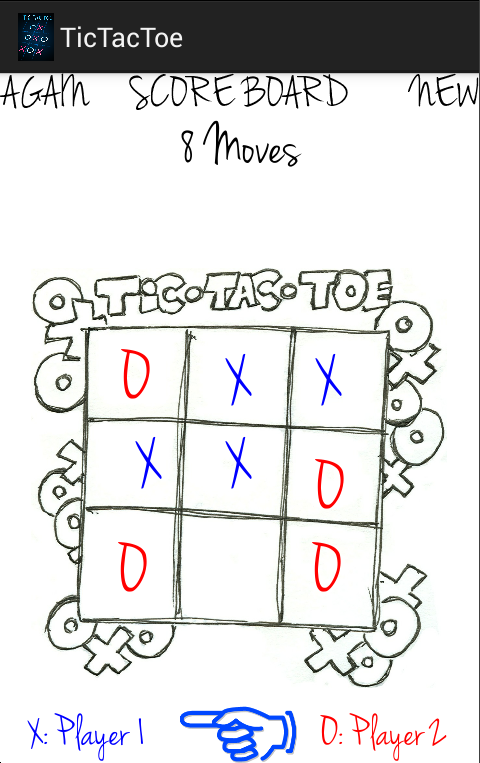 TicTacToe
AGAIN SCOREBOARD NEW
8 Moves
TIC•TAC•TOE
O X X
X X O
O O
X: Player 1 O: Player 2